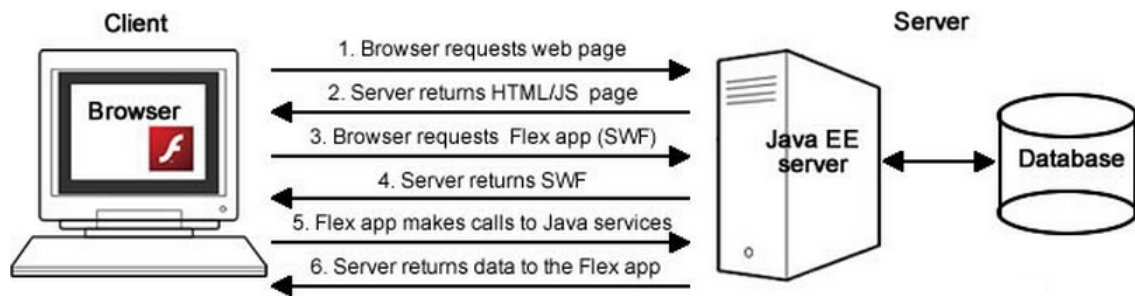 Client
Server
1. Browser requests web page
2. Server returns HTML/JS page
Browser
3. Browser requests Flex app (SWF)
Java EE
server
Database
4. Server returns SWF
5. Flex app makes calls to Java services
6. Server returns data to the Flex app